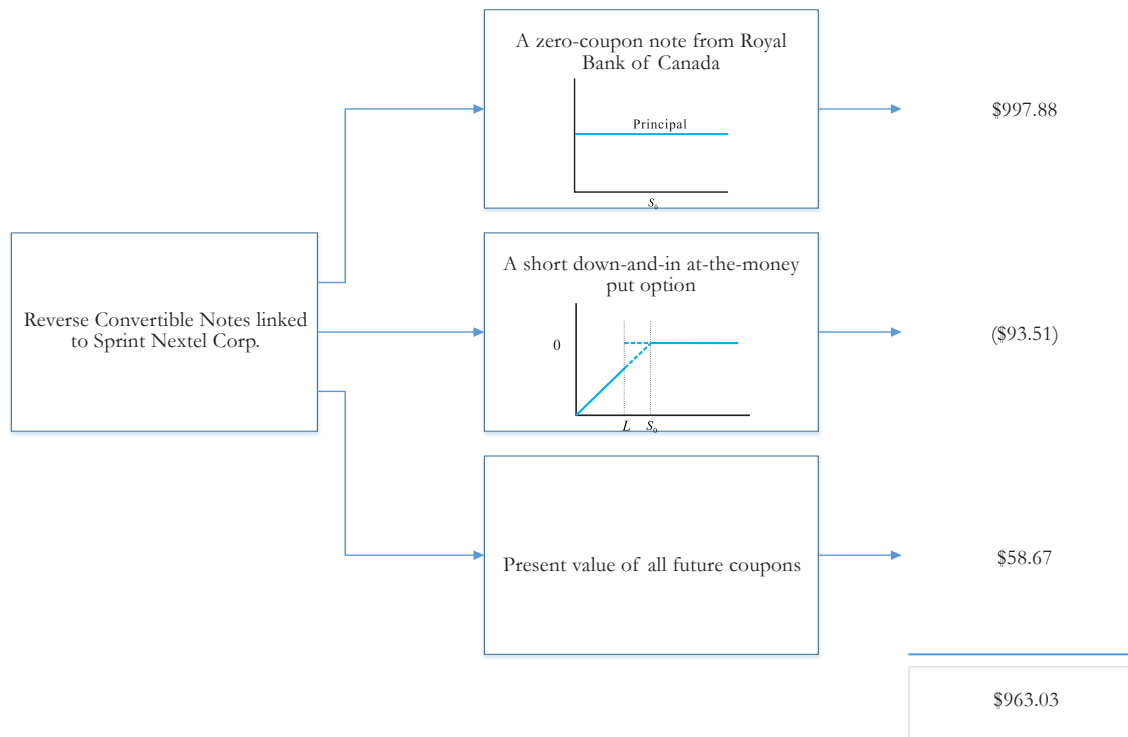 A zero-coupon note from Royal
Bank of Canada
Principal
S₀
$997.88
Reverse Convertible Notes linked
to Sprint Nextel Corp.
A short down-and-in at-the-money
put option
0
L S₀
($93.51)
Present value of all future coupons
$58.67
$963.03